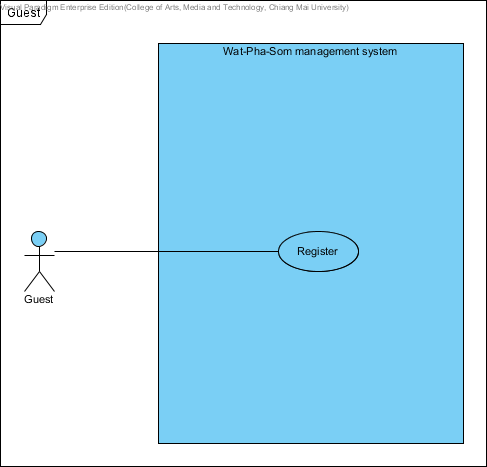 Visual Paradigm Enterprise Edition(College of Arts, Media and Technology, Chiang Mai University)
Guest
Wat-Pha-Som management system
Register
Guest